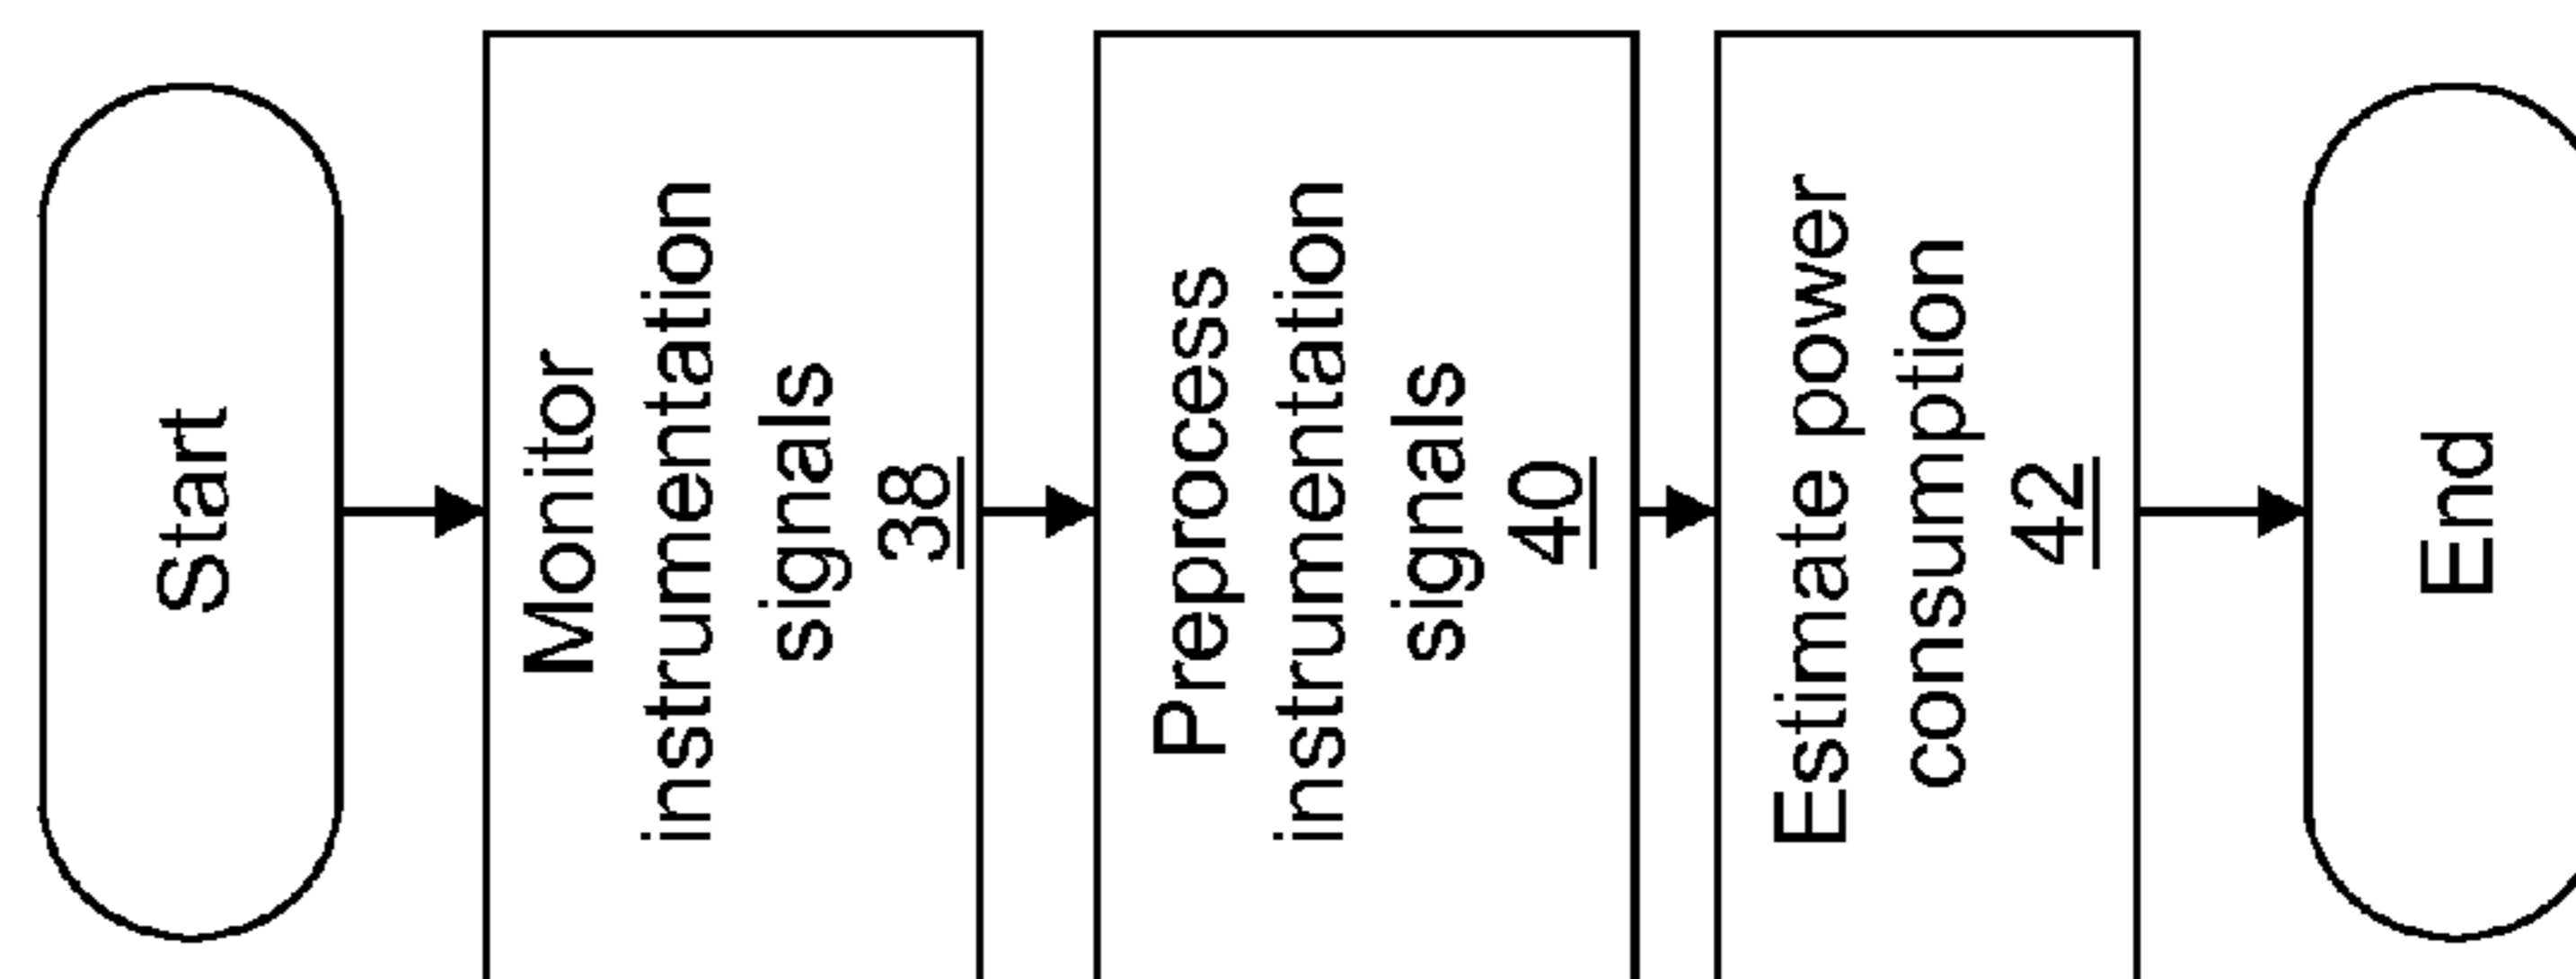 Start
Monitor
instrumentation
signals
38
Preprocess
instrumentation
signals
40
Estimate power
consumption
42
End